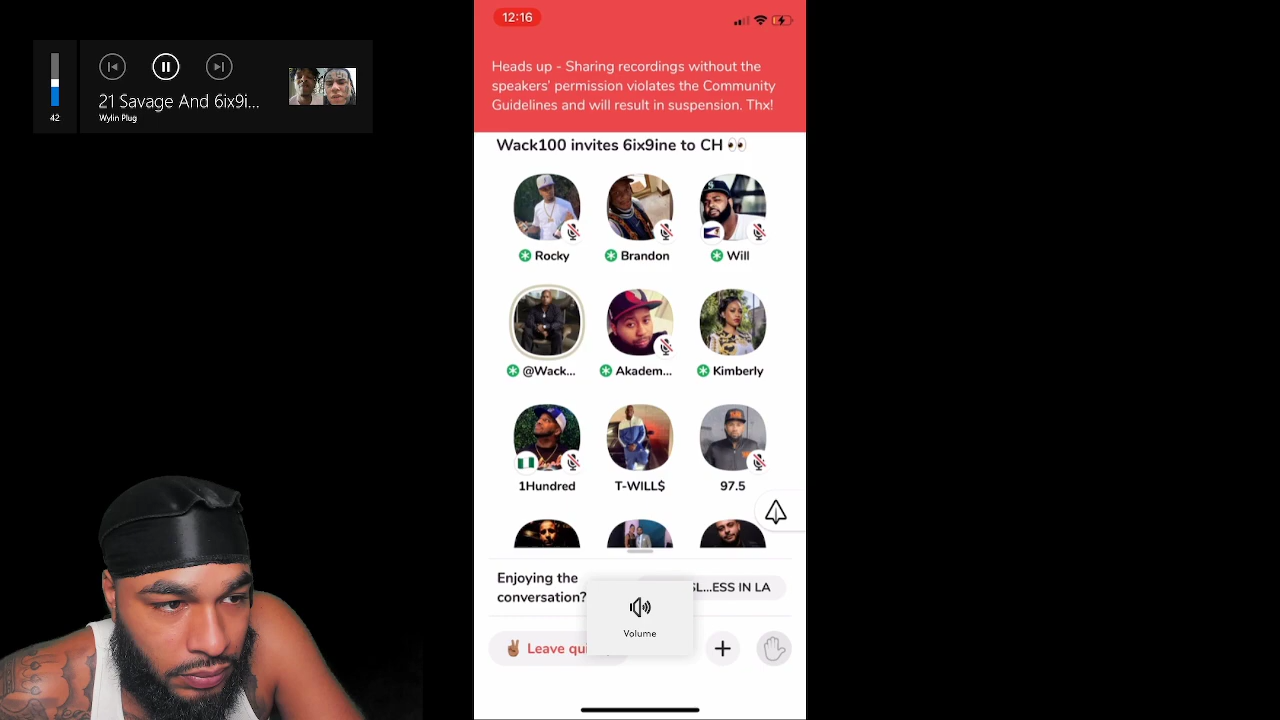 42
21 Savage And 6ix9i...
Wylin Plug
12:16
Heads up - Sharing recordings without the
speakers' permission violates the Community
Guidelines and will result in suspension. Thx!
Wack100 invites 6ix9ine to CH 👀
Rocky
Brandon
Will
@Wack...
Akadem...
Kimberly
1Hundred
T-WILL$
97.5
Enjoying the
conversation?
SL...ESS IN LA
Volume
✌🏾 Leave qui